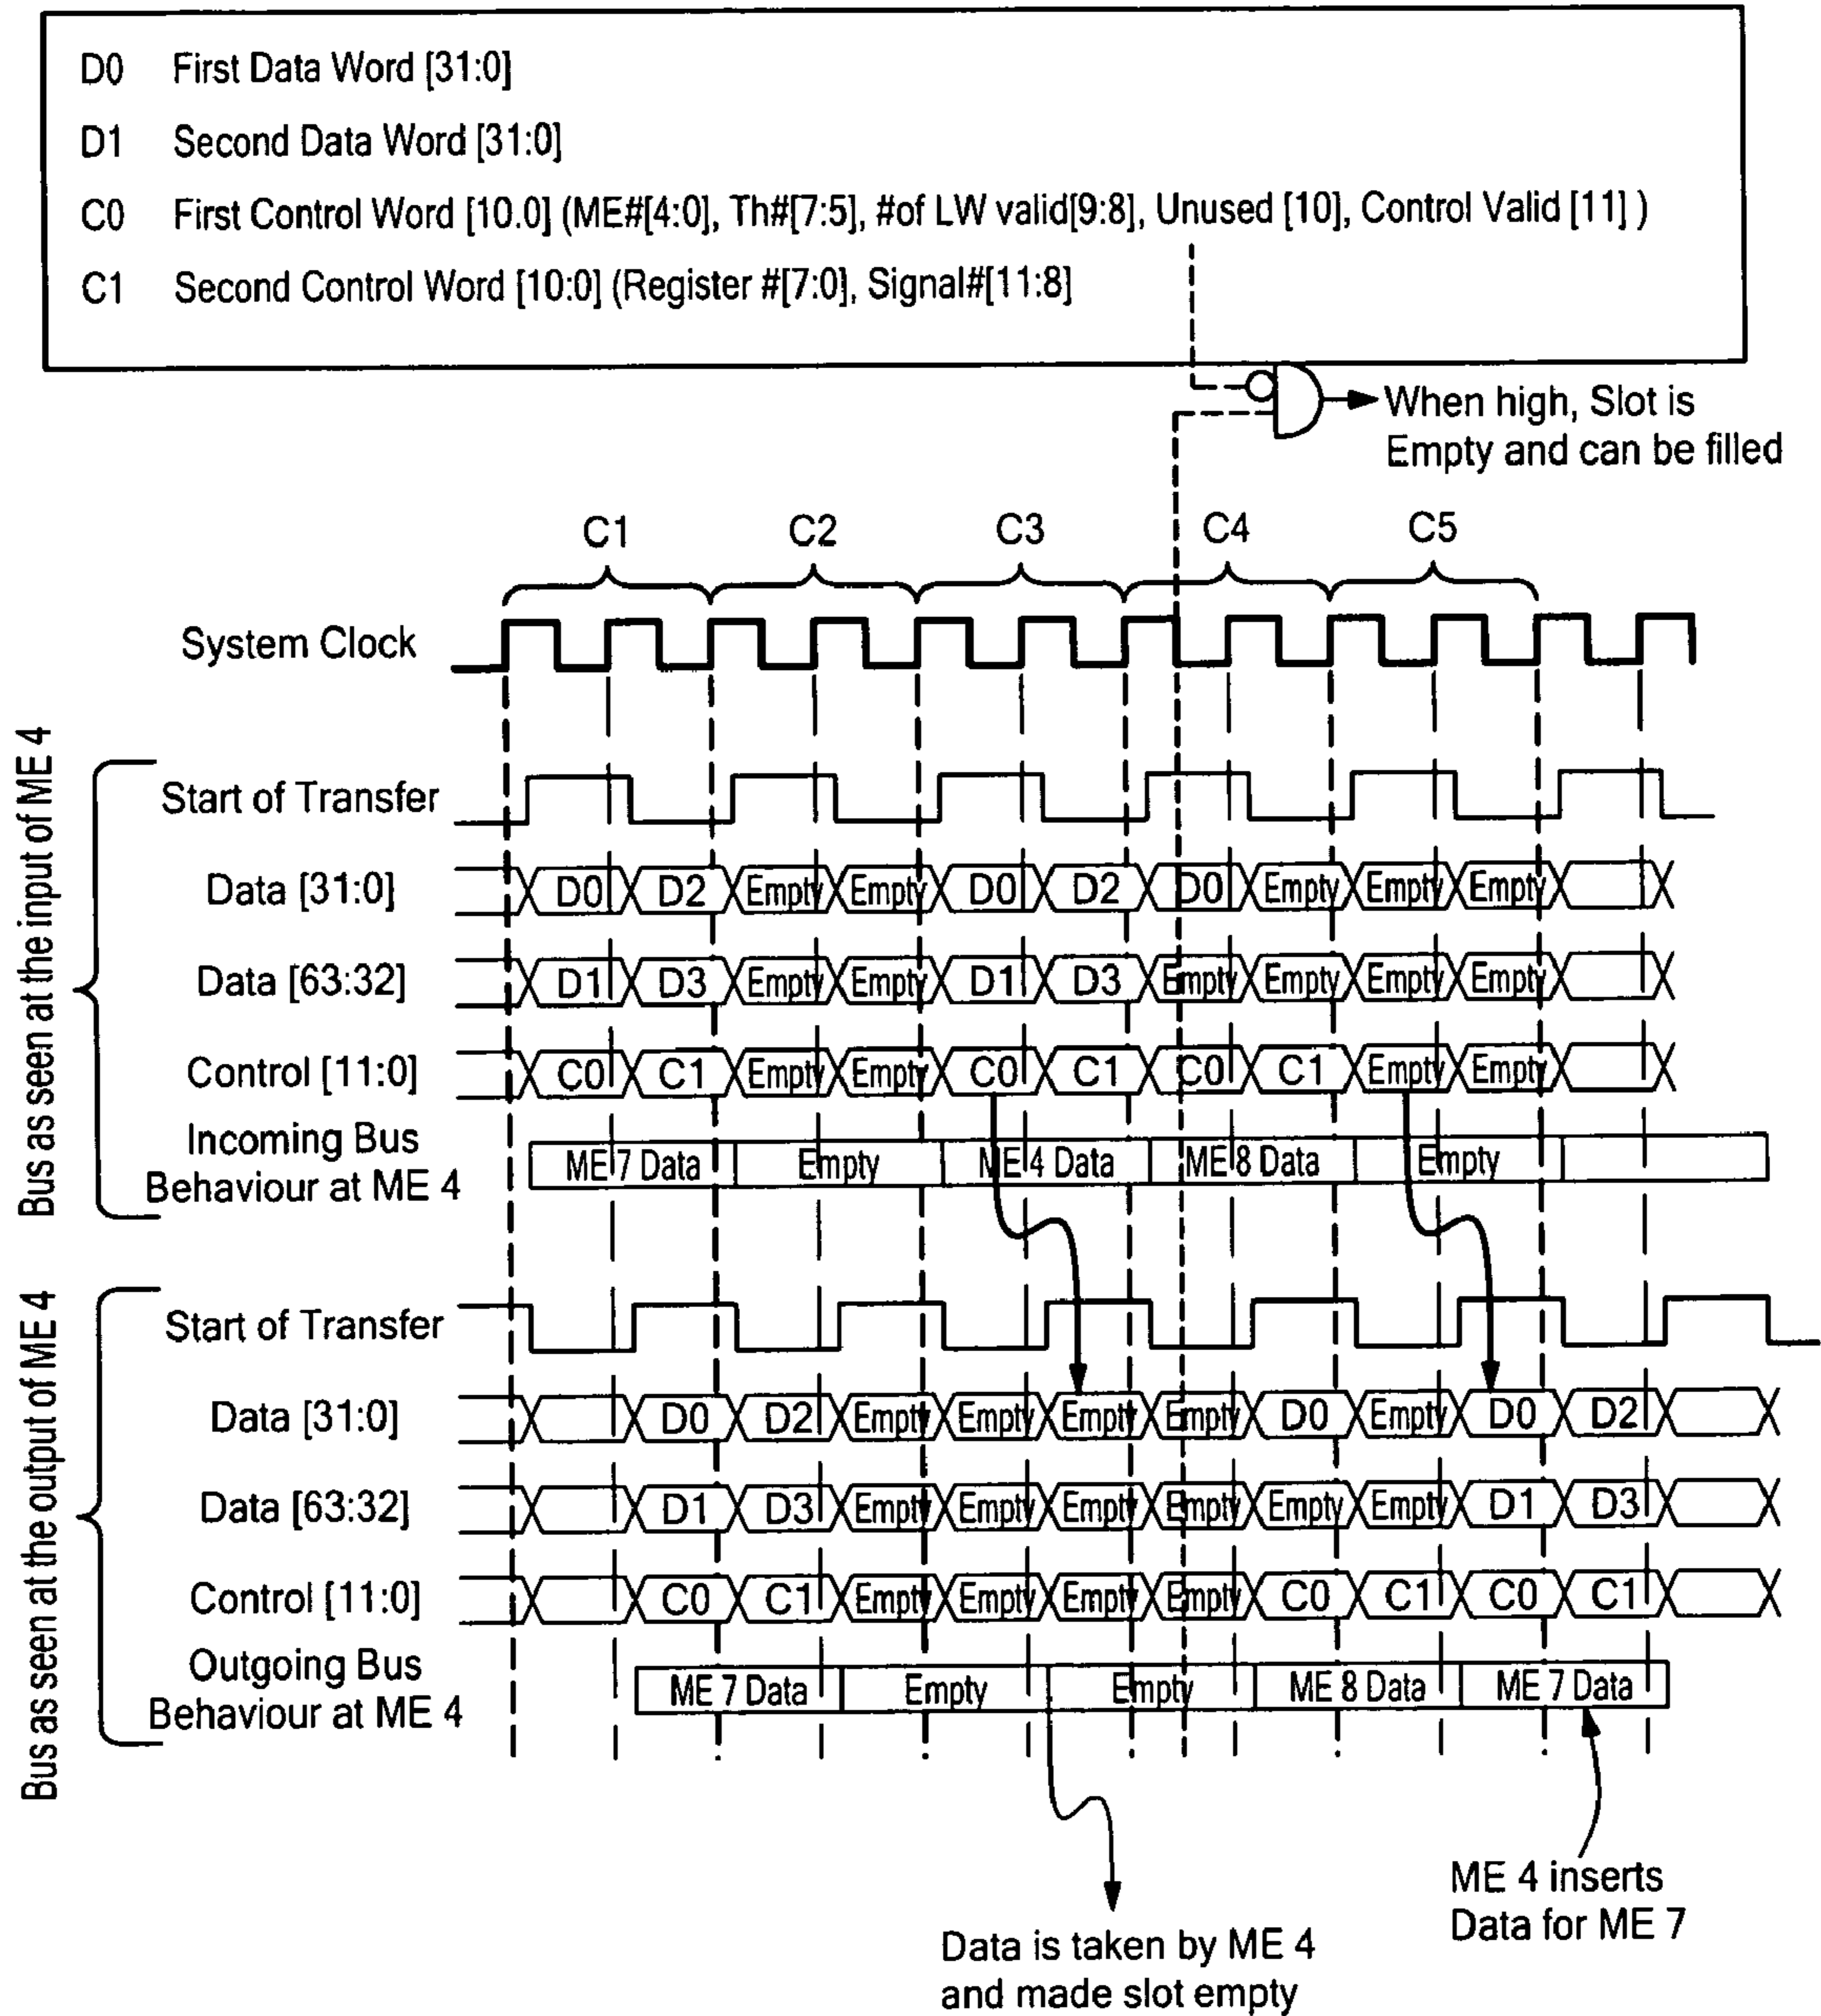 D0 First Data Word [31:0]
D1 Second Data Word [31:0]
C0 First Control Word [10.0] (ME#[4:0], Th#[7:5], #of LW valid[9:8], Unused [10], Control Valid [11] )
C1 Second Control Word [10:0] (Register #[7:0], Signal#[11:8]
When high, Slot is
Empty and can be filled
C1 C2 C3 C4 C5
System Clock
Bus as seen at the input of ME 4
Start of Transfer
Data [31:0] D0 D2 Empty Empty D0 D2 D0 Empty Empty Empty
Data [63:32] D1 D3 Empty Empty D1 D3 Empty Empty Empty Empty
Control [11:0] C0 C1 Empty Empty C0 C1 C0 C1 Empty Empty
Incoming Bus
Behaviour at ME 4
ME 7 Data Empty ME 4 Data ME 8 Data Empty
Bus as seen at the output of ME 4
Start of Transfer
Data [31:0] D0 D2 Empty Empty Empty Empty D0 Empty D0 D2
Data [63:32] D1 D3 Empty Empty Empty Empty Empty Empty D1 D3
Control [11:0] C0 C1 Empty Empty Empty Empty C0 C1 C0 C1
Outgoing Bus
Behaviour at ME 4
ME 7 Data Empty Empty ME 8 Data ME 7 Data
ME 4 inserts
Data for ME 7
Data is taken by ME 4
and made slot empty